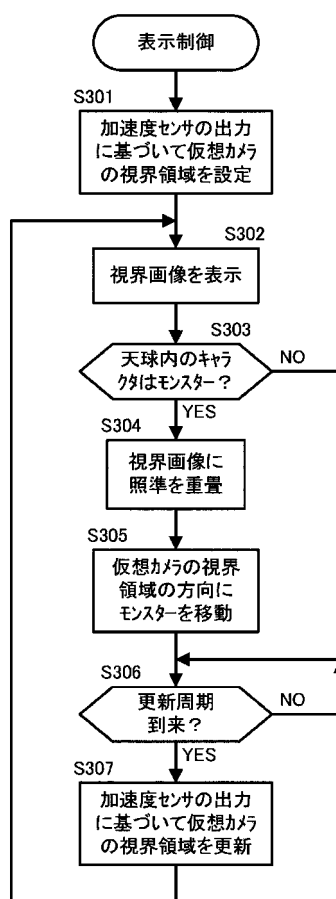 表示制御
S301
加速度センサの出力
に基づいて仮想カメラ
の視界領域を設定
S302
視界画像を表示
S303
天球内のキャラ
クタはモンスター？
NO
YES
S304
視界画像に
照準を重畳
S305
仮想カメラの視界
領域の方向に
モンスターを移動
S306
更新周期
到来？
NO
YES
S307
加速度センサの出力
に基づいて仮想カメラ
の視界領域を更新